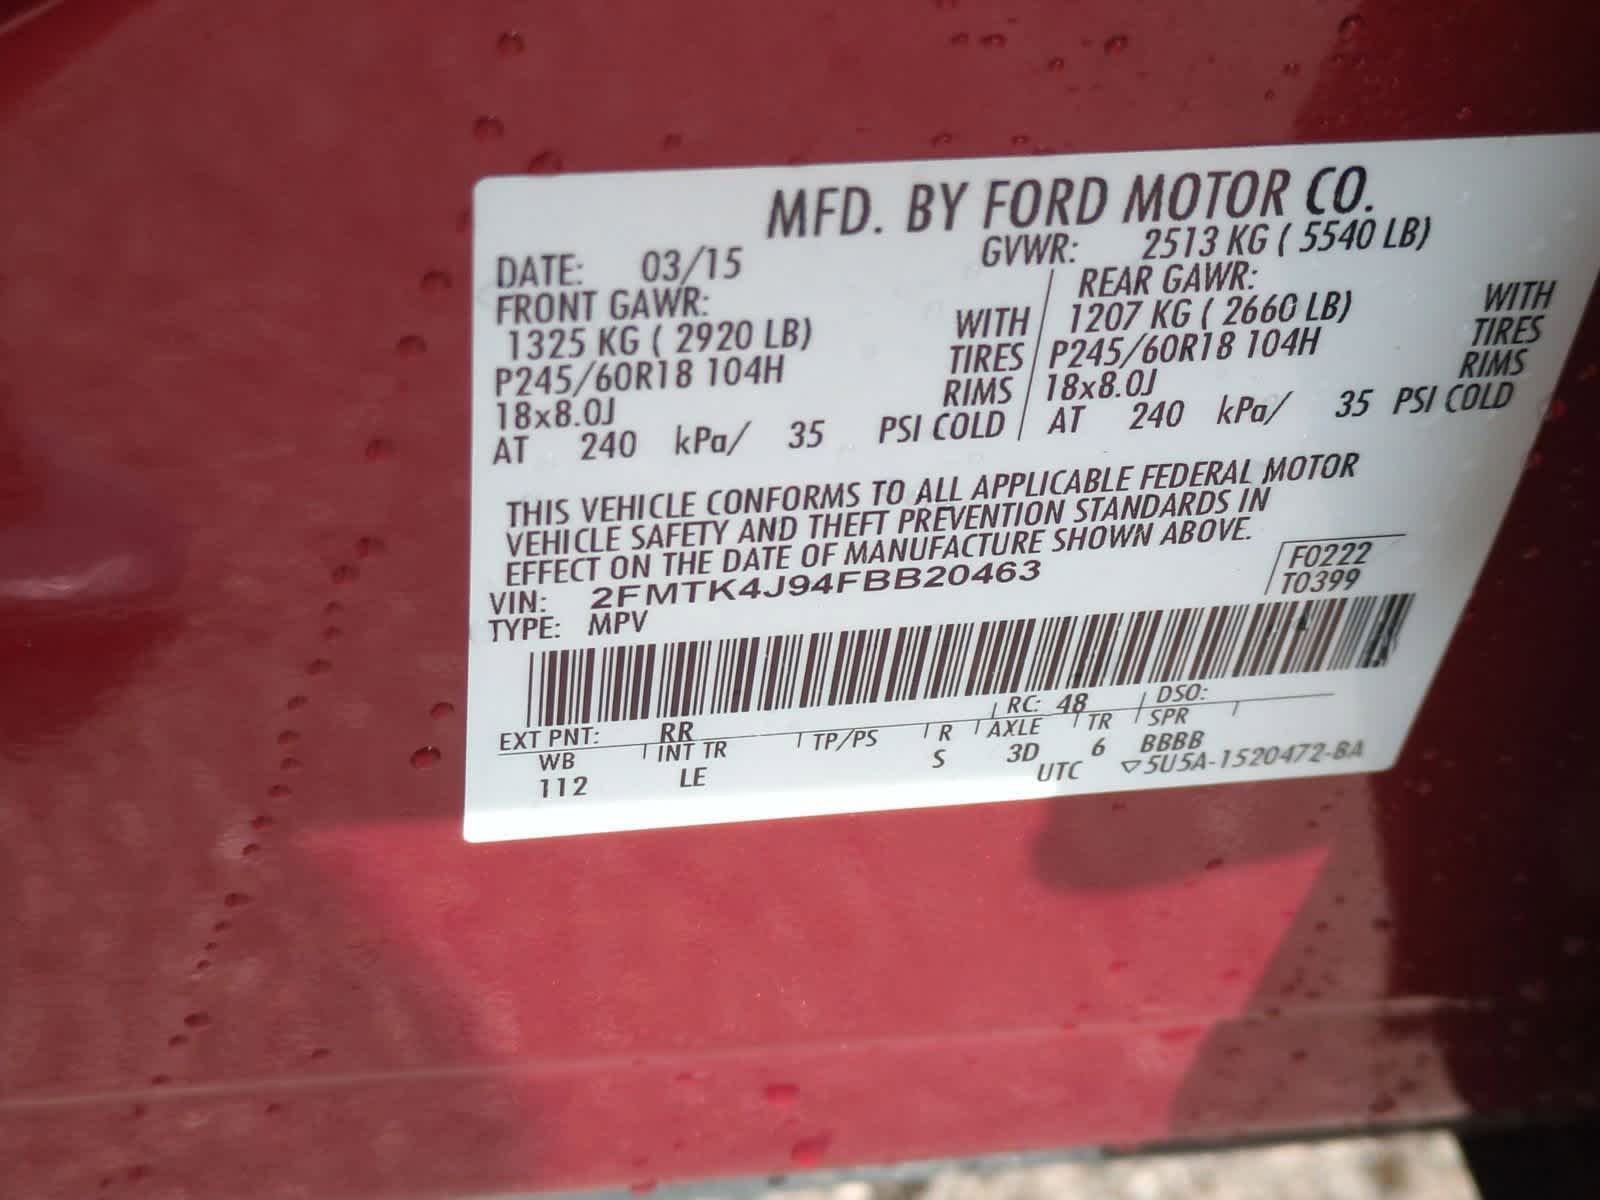 MFD. BY FORD MOTOR CO.
DATE: 03/15 GVWR: 2513 KG ( 5540 LB)
FRONT GAWR: REAR GAWR:
1325 KG ( 2920 LB) WITH 1207 KG ( 2660 LB) WITH
P245/60R18 104H TIRES P245/60R18 104H TIRES
18x8.0J RIMS 18x8.0J RIMS
AT 240 kPa/ 35 PSI COLD AT 240 kPa/ 35 PSI COLD
THIS VEHICLE CONFORMS TO ALL APPLICABLE FEDERAL MOTOR
VEHICLE SAFETY AND THEFT PREVENTION STANDARDS IN
EFFECT ON THE DATE OF MANUFACTURE SHOWN ABOVE.
VIN: 2FMTK4J94FBB20463 F0222
TYPE: MPV T0399
EXT PNT: RR RC: 48 DSO:
WB INT TR TP/PS R AXLE TR SPR
112 LE S 3D 6 BBBB
UTC ▽5U5A-1520472-BA